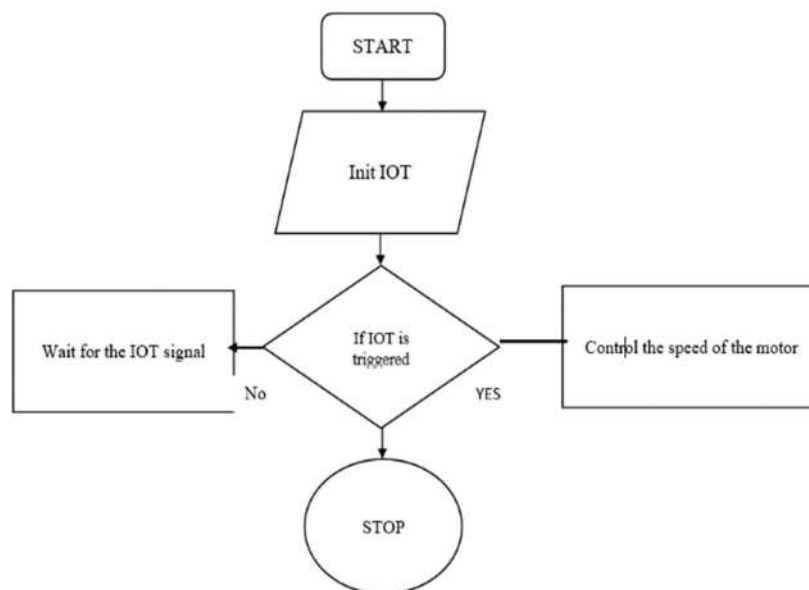 START
Init IOT
If IOT is
triggered
Wait for the IOT signal
Control the speed of the motor
No
YES
STOP